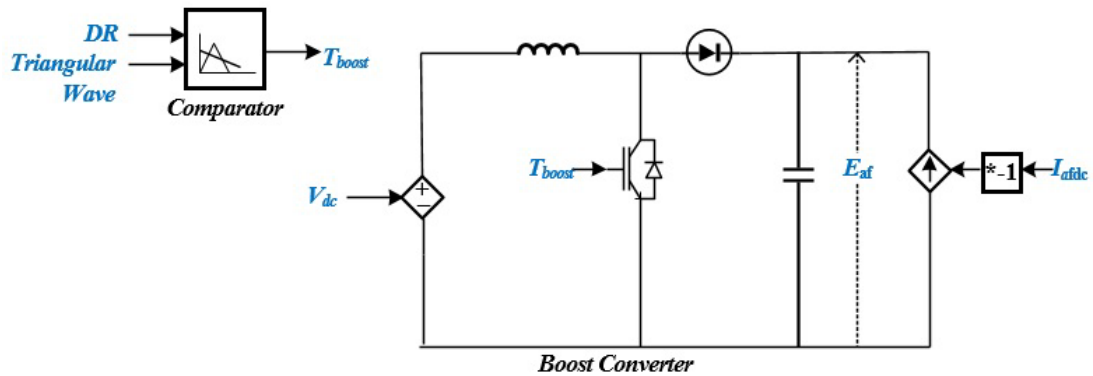 DR
Triangular
Wave
T_boost
Comparator
T_boost
V_dc
+
−
E_af
*-1
I_afdc
Boost Converter